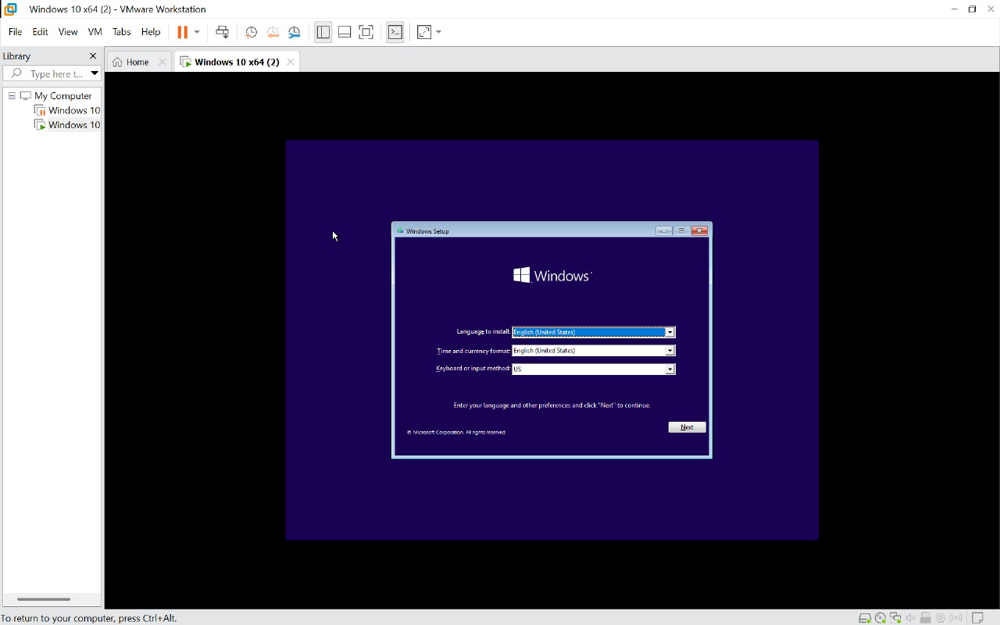 Windows 10 x64 (2) - VMware Workstation
File Edit View VM Tabs Help
Library
Home
Windows 10 x64 (2)
Type here t...
My Computer
Windows 10
Windows 10
Windows Setup
Windows
Language to install: English (United States)
Time and currency format: English (United States)
Keyboard or input method: US
Enter your language and other preferences and click "Next" to continue.
Next
© Microsoft Corporation. All rights reserved.
To return to your computer, press Ctrl+Alt.